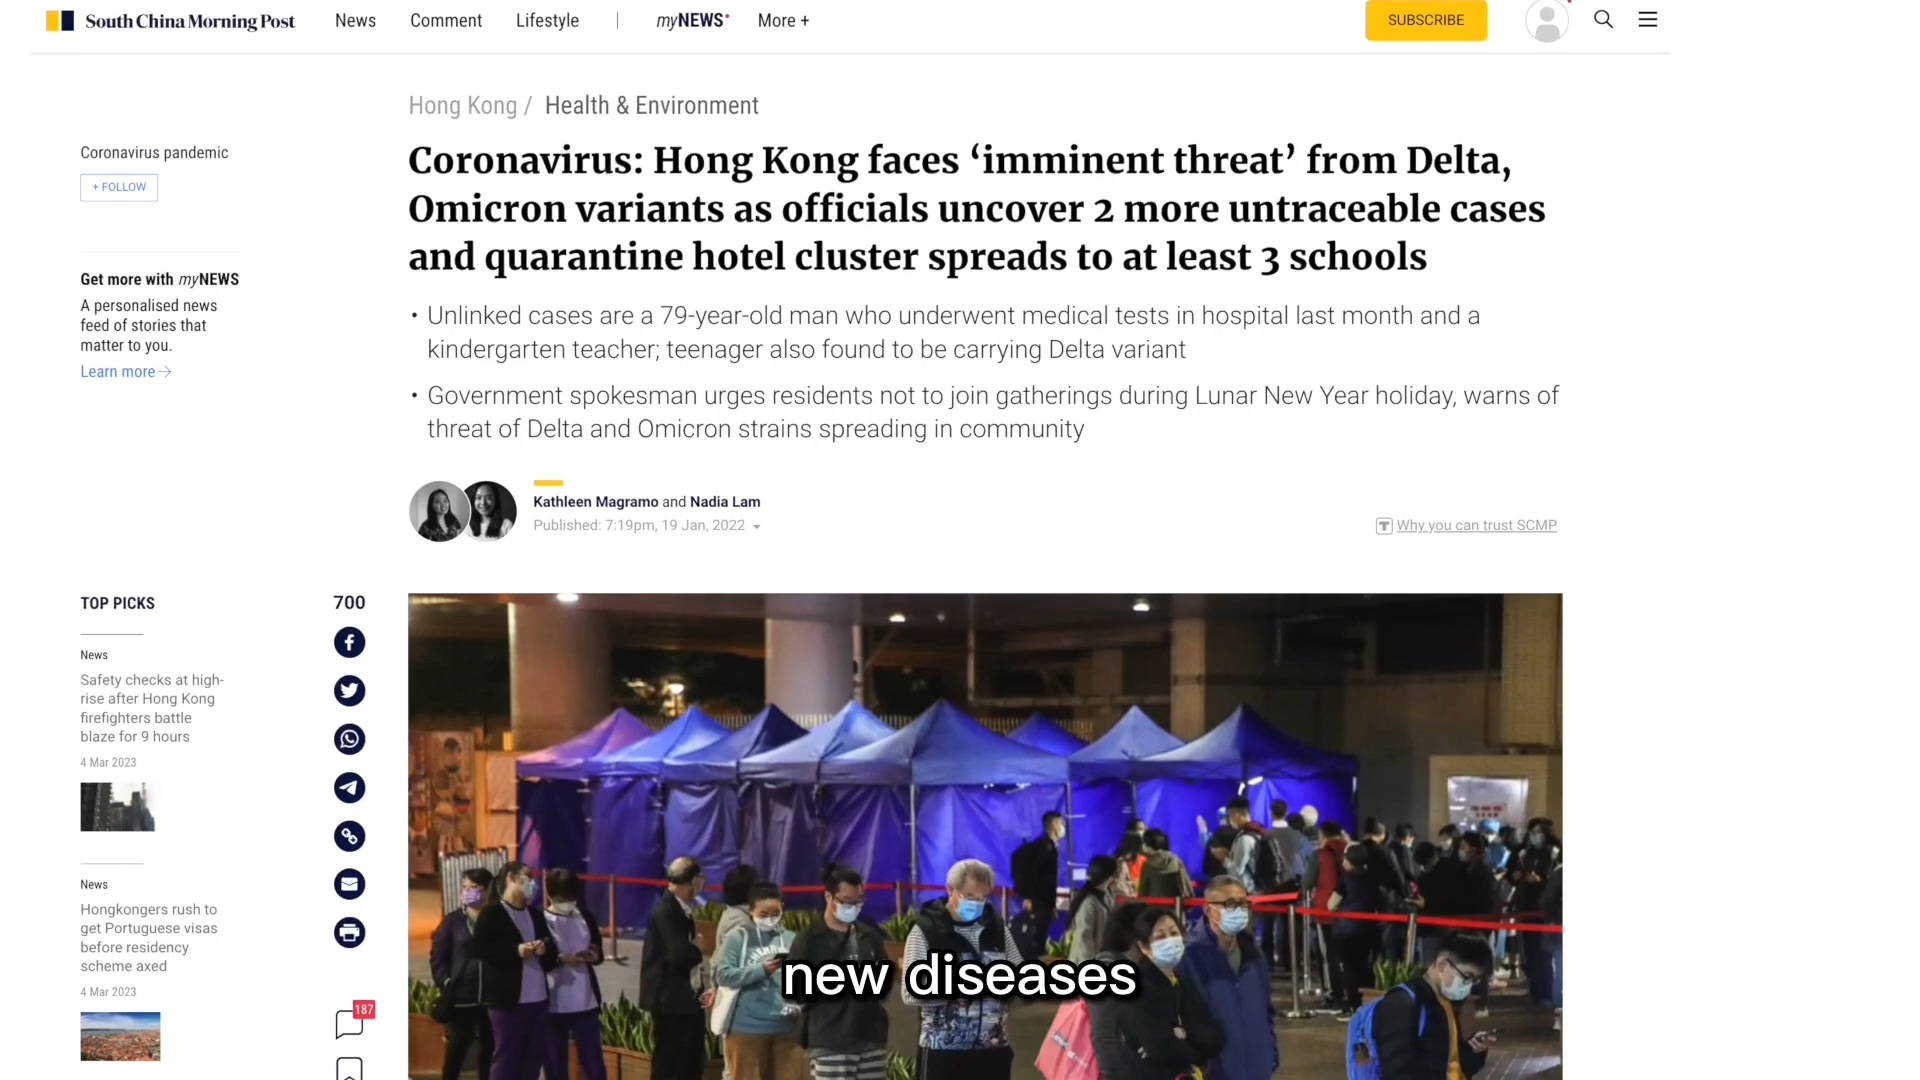 South China Morning Post
News Comment Lifestyle | myNEWS More +
SUBSCRIBE
Hong Kong / Health & Environment
Coronavirus: Hong Kong faces ‘imminent threat’ from Delta,
Omicron variants as officials uncover 2 more untraceable cases
and quarantine hotel cluster spreads to at least 3 schools
• Unlinked cases are a 79-year-old man who underwent medical tests in hospital last month and a
kindergarten teacher; teenager also found to be carrying Delta variant
• Government spokesman urges residents not to join gatherings during Lunar New Year holiday, warns of
threat of Delta and Omicron strains spreading in community
Kathleen Magramo and Nadia Lam
Published: 7:19pm, 19 Jan, 2022
Why you can trust SCMP
Coronavirus pandemic
+ FOLLOW
Get more with myNEWS
A personalised news
feed of stories that
matter to you.
Learn more
TOP PICKS
News
Safety checks at high-
rise after Hong Kong
firefighters battle
blaze for 9 hours
4 Mar 2023
News
Hongkongers rush to
get Portuguese visas
before residency
scheme axed
4 Mar 2023
700
187
new diseases